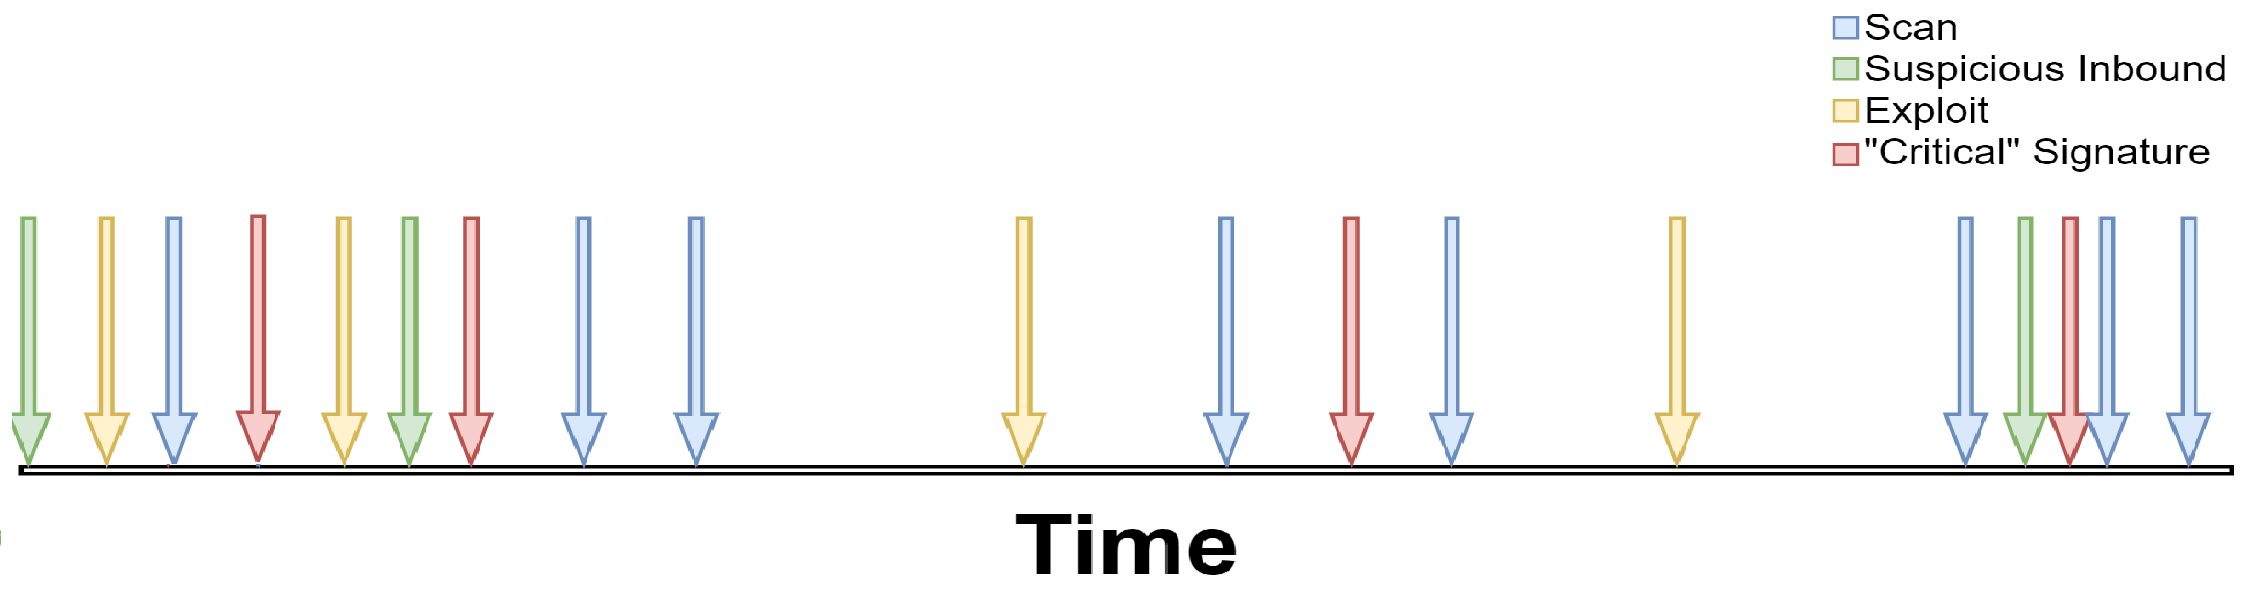 Scan
Suspicious Inbound
Exploit
"Critical" Signature
Time